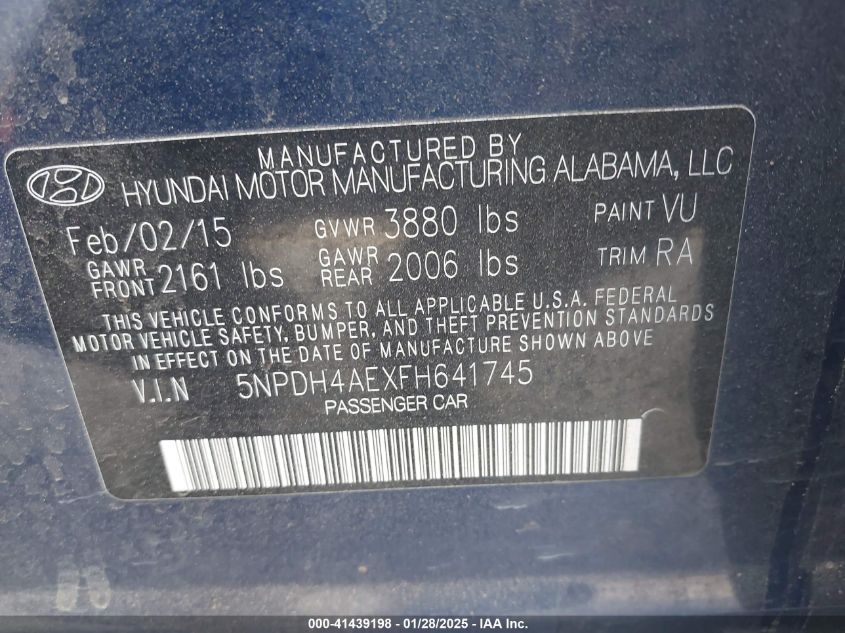 MANUFACTURED BY
HYUNDAI MOTOR MANUFACTURING ALABAMA, LLC
Feb/02/15 GVWR 3880 lbs PAINT VU
GAWR FRONT 2161 lbs GAWR REAR 2006 lbs TRIM RA
THIS VEHICLE CONFORMS TO ALL APPLICABLE U.S.A. FEDERAL
MOTOR VEHICLE SAFETY, BUMPER, AND THEFT PREVENTION STANDARDS
IN EFFECT ON THE DATE OF MANUFACTURE SHOWN ABOVE
V.I.N 5NPDH4AEXFH641745
PASSENGER CAR
000-41439198 - 01/28/2025 - IAA Inc.